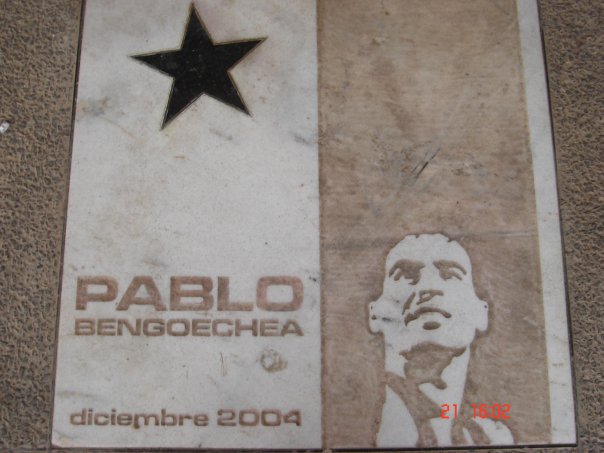 PABLO
BENGOECHEA
diciembre 2004
21 16:02